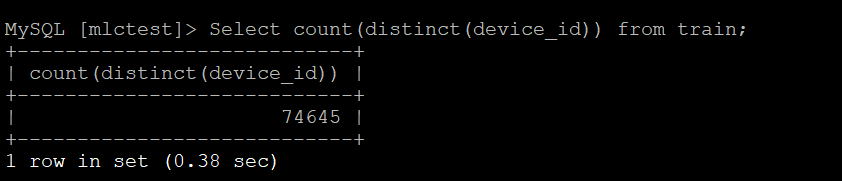 MySQL [mlctest]> Select count(distinct(device_id)) from train;
+----------------------------+
| count(distinct(device_id)) |
+----------------------------+
|                      74645 |
+----------------------------+
1 row in set (0.38 sec)